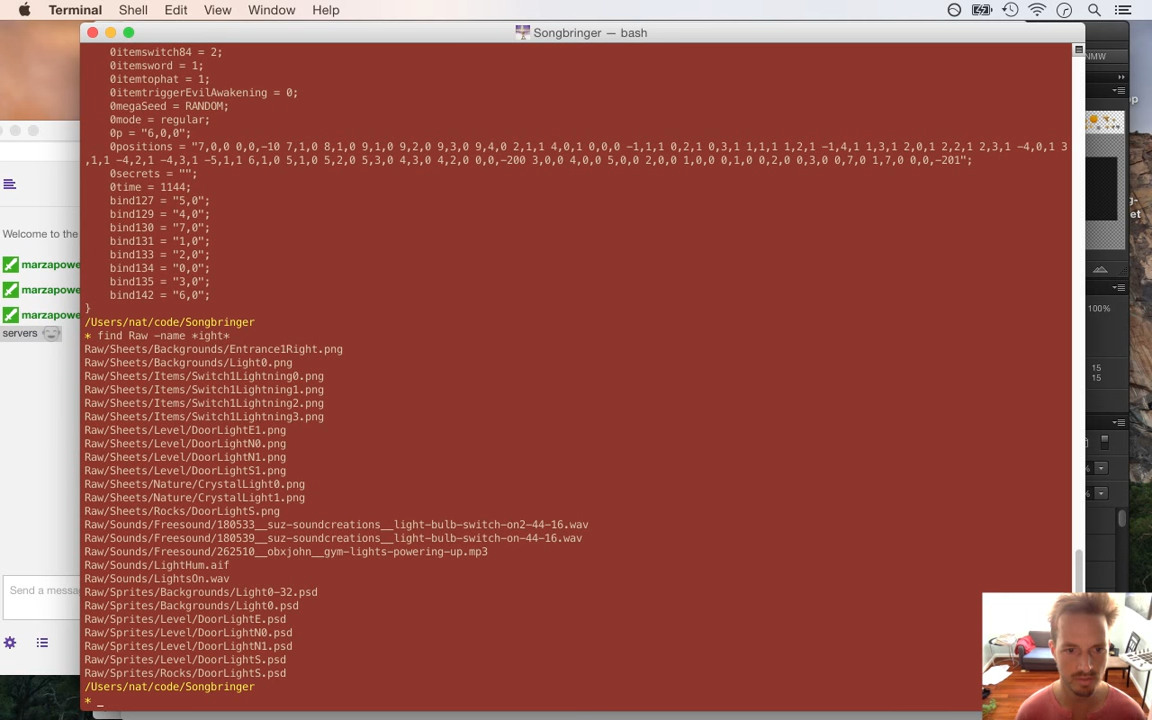 Terminal Shell Edit View Window Help
Songbringer — bash
NMW
0itemswitch84 = 2;
0itemsword = 1;
0itemtophat = 1;
0itemtriggerEvilAwakening = 0;
0megaSeed = RANDOM;
0mode = regular;
0p = "6,0,0";
0positions = "7,0,0 0,0,-10 7,1,0 8,1,0 9,1,0 9,2,0 9,3,0 9,4,0 2,1,1 4,0,1 0,0,0 -1,1,1 0,2,1 0,3,1 1,1,1 1,2,1 -1,4,1 1,3,1 2,0,1 2,2,1 2,3,1 -4,0,1 3
,1,1 -4,2,1 -4,3,1 -5,1,1 6,1,0 5,1,0 5,2,0 5,3,0 4,3,0 4,2,0 0,0,-200 3,0,0 4,0,0 5,0,0 2,0,0 1,0,0 0,1,0 0,2,0 0,3,0 0,7,0 1,7,0 0,0,-201";
0secrets = "";
0time = 1144;
bind127 = "5,0";
bind129 = "4,0";
bind130 = "7,0";
bind131 = "1,0";
bind133 = "2,0";
bind134 = "0,0";
bind135 = "3,0";
bind142 = "6,0";
}
/Users/nat/code/Songbringer
* find Raw -name *ight*
Raw/Sheets/Backgrounds/Entrance1Right.png
Raw/Sheets/Backgrounds/Light0.png
Raw/Sheets/Items/Switch1Lightning0.png
Raw/Sheets/Items/Switch1Lightning1.png
Raw/Sheets/Items/Switch1Lightning2.png
Raw/Sheets/Items/Switch1Lightning3.png
Raw/Sheets/Level/DoorLightE1.png
Raw/Sheets/Level/DoorLightN0.png
Raw/Sheets/Level/DoorLightN1.png
Raw/Sheets/Level/DoorLightS1.png
Raw/Sheets/Nature/CrystalLight0.png
Raw/Sheets/Nature/CrystalLight1.png
Raw/Sheets/Rocks/DoorLightS.png
Raw/Sounds/Freesound/180533__suz-soundcreations__light-bulb-switch-on2-44-16.wav
Raw/Sounds/Freesound/180539__suz-soundcreations__light-bulb-switch-on-44-16.wav
Raw/Sounds/Freesound/262510__obxjohn__gym-lights-powering-up.mp3
Raw/Sounds/LightHum.aif
Raw/Sounds/LightsOn.wav
Raw/Sprites/Backgrounds/Light0-32.psd
Raw/Sprites/Backgrounds/Light0.psd
Raw/Sprites/Level/DoorLightE.psd
Raw/Sprites/Level/DoorLightN0.psd
Raw/Sprites/Level/DoorLightN1.psd
Raw/Sprites/Level/DoorLightS.psd
Raw/Sprites/Rocks/DoorLightS.psd
/Users/nat/code/Songbringer
* _
Welcome to the
marzapowe
marzapowe
marzapowe
servers
Send a messa
100%
15
15